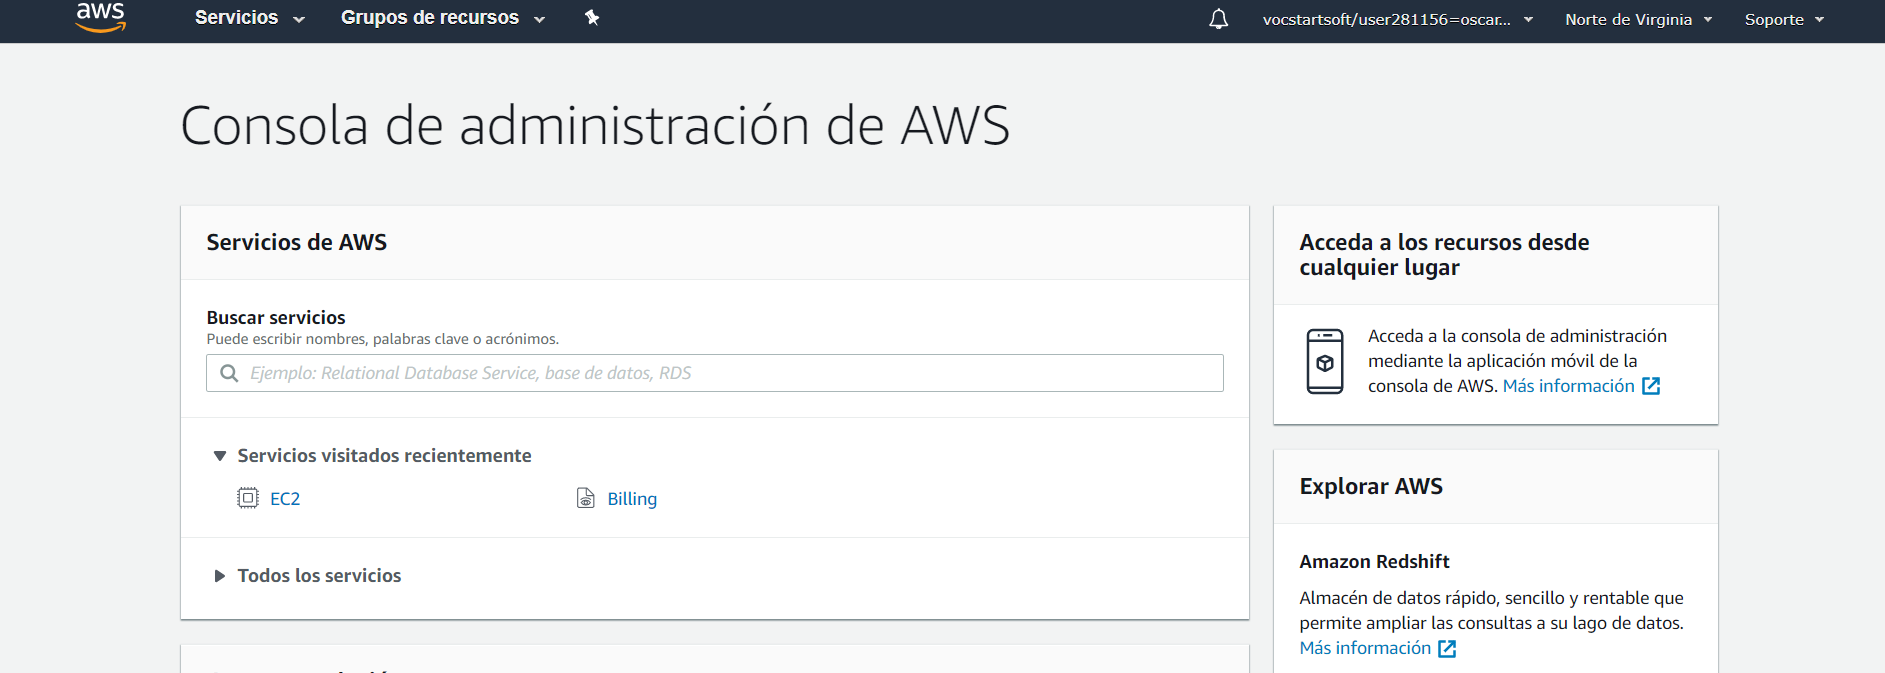 aws Servicios Grupos de recursos vocstartsoft/user281156=oscar... Norte de Virginia Soporte
Consola de administración de AWS
Servicios de AWS
Buscar servicios
Puede escribir nombres, palabras clave o acrónimos.
Ejemplo: Relational Database Service, base de datos, RDS
Servicios visitados recientemente
EC2 Billing
Todos los servicios
Acceda a los recursos desde
cualquier lugar
Acceda a la consola de administración
mediante la aplicación móvil de la
consola de AWS. Más información
Explorar AWS
Amazon Redshift
Almacén de datos rápido, sencillo y rentable que
permite ampliar las consultas a su lago de datos.
Más información